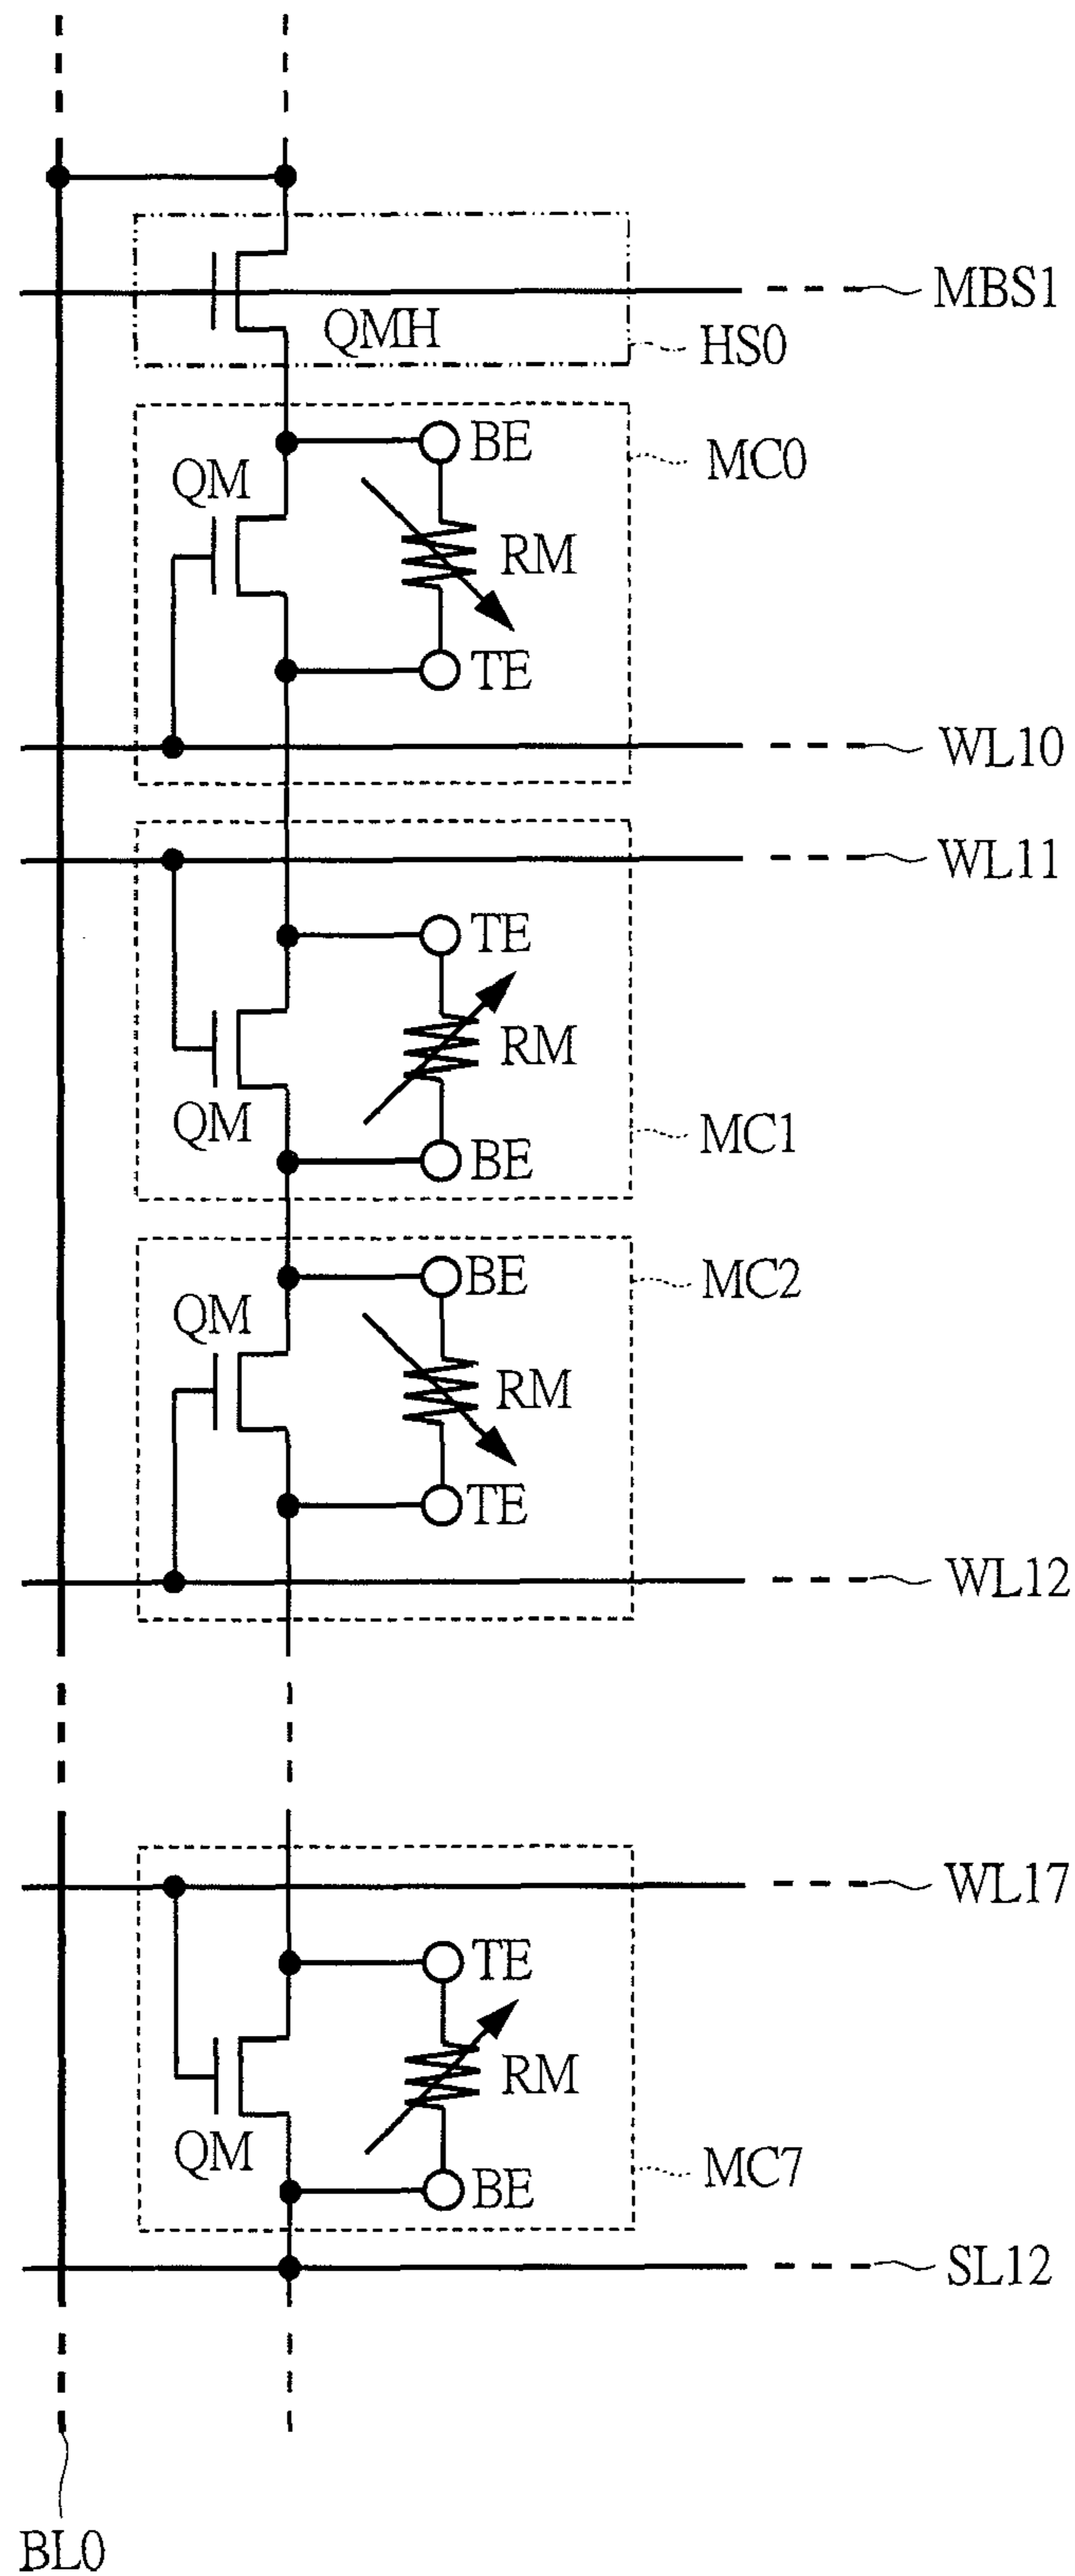 MBS1
QMH
HS0
BE
MC0
QM
RM
TE
WL10
WL11
TE
RM
QM
MC1
BE
BE
MC2
QM
RM
TE
WL12
WL17
TE
RM
QM
MC7
BE
SL12
BL0